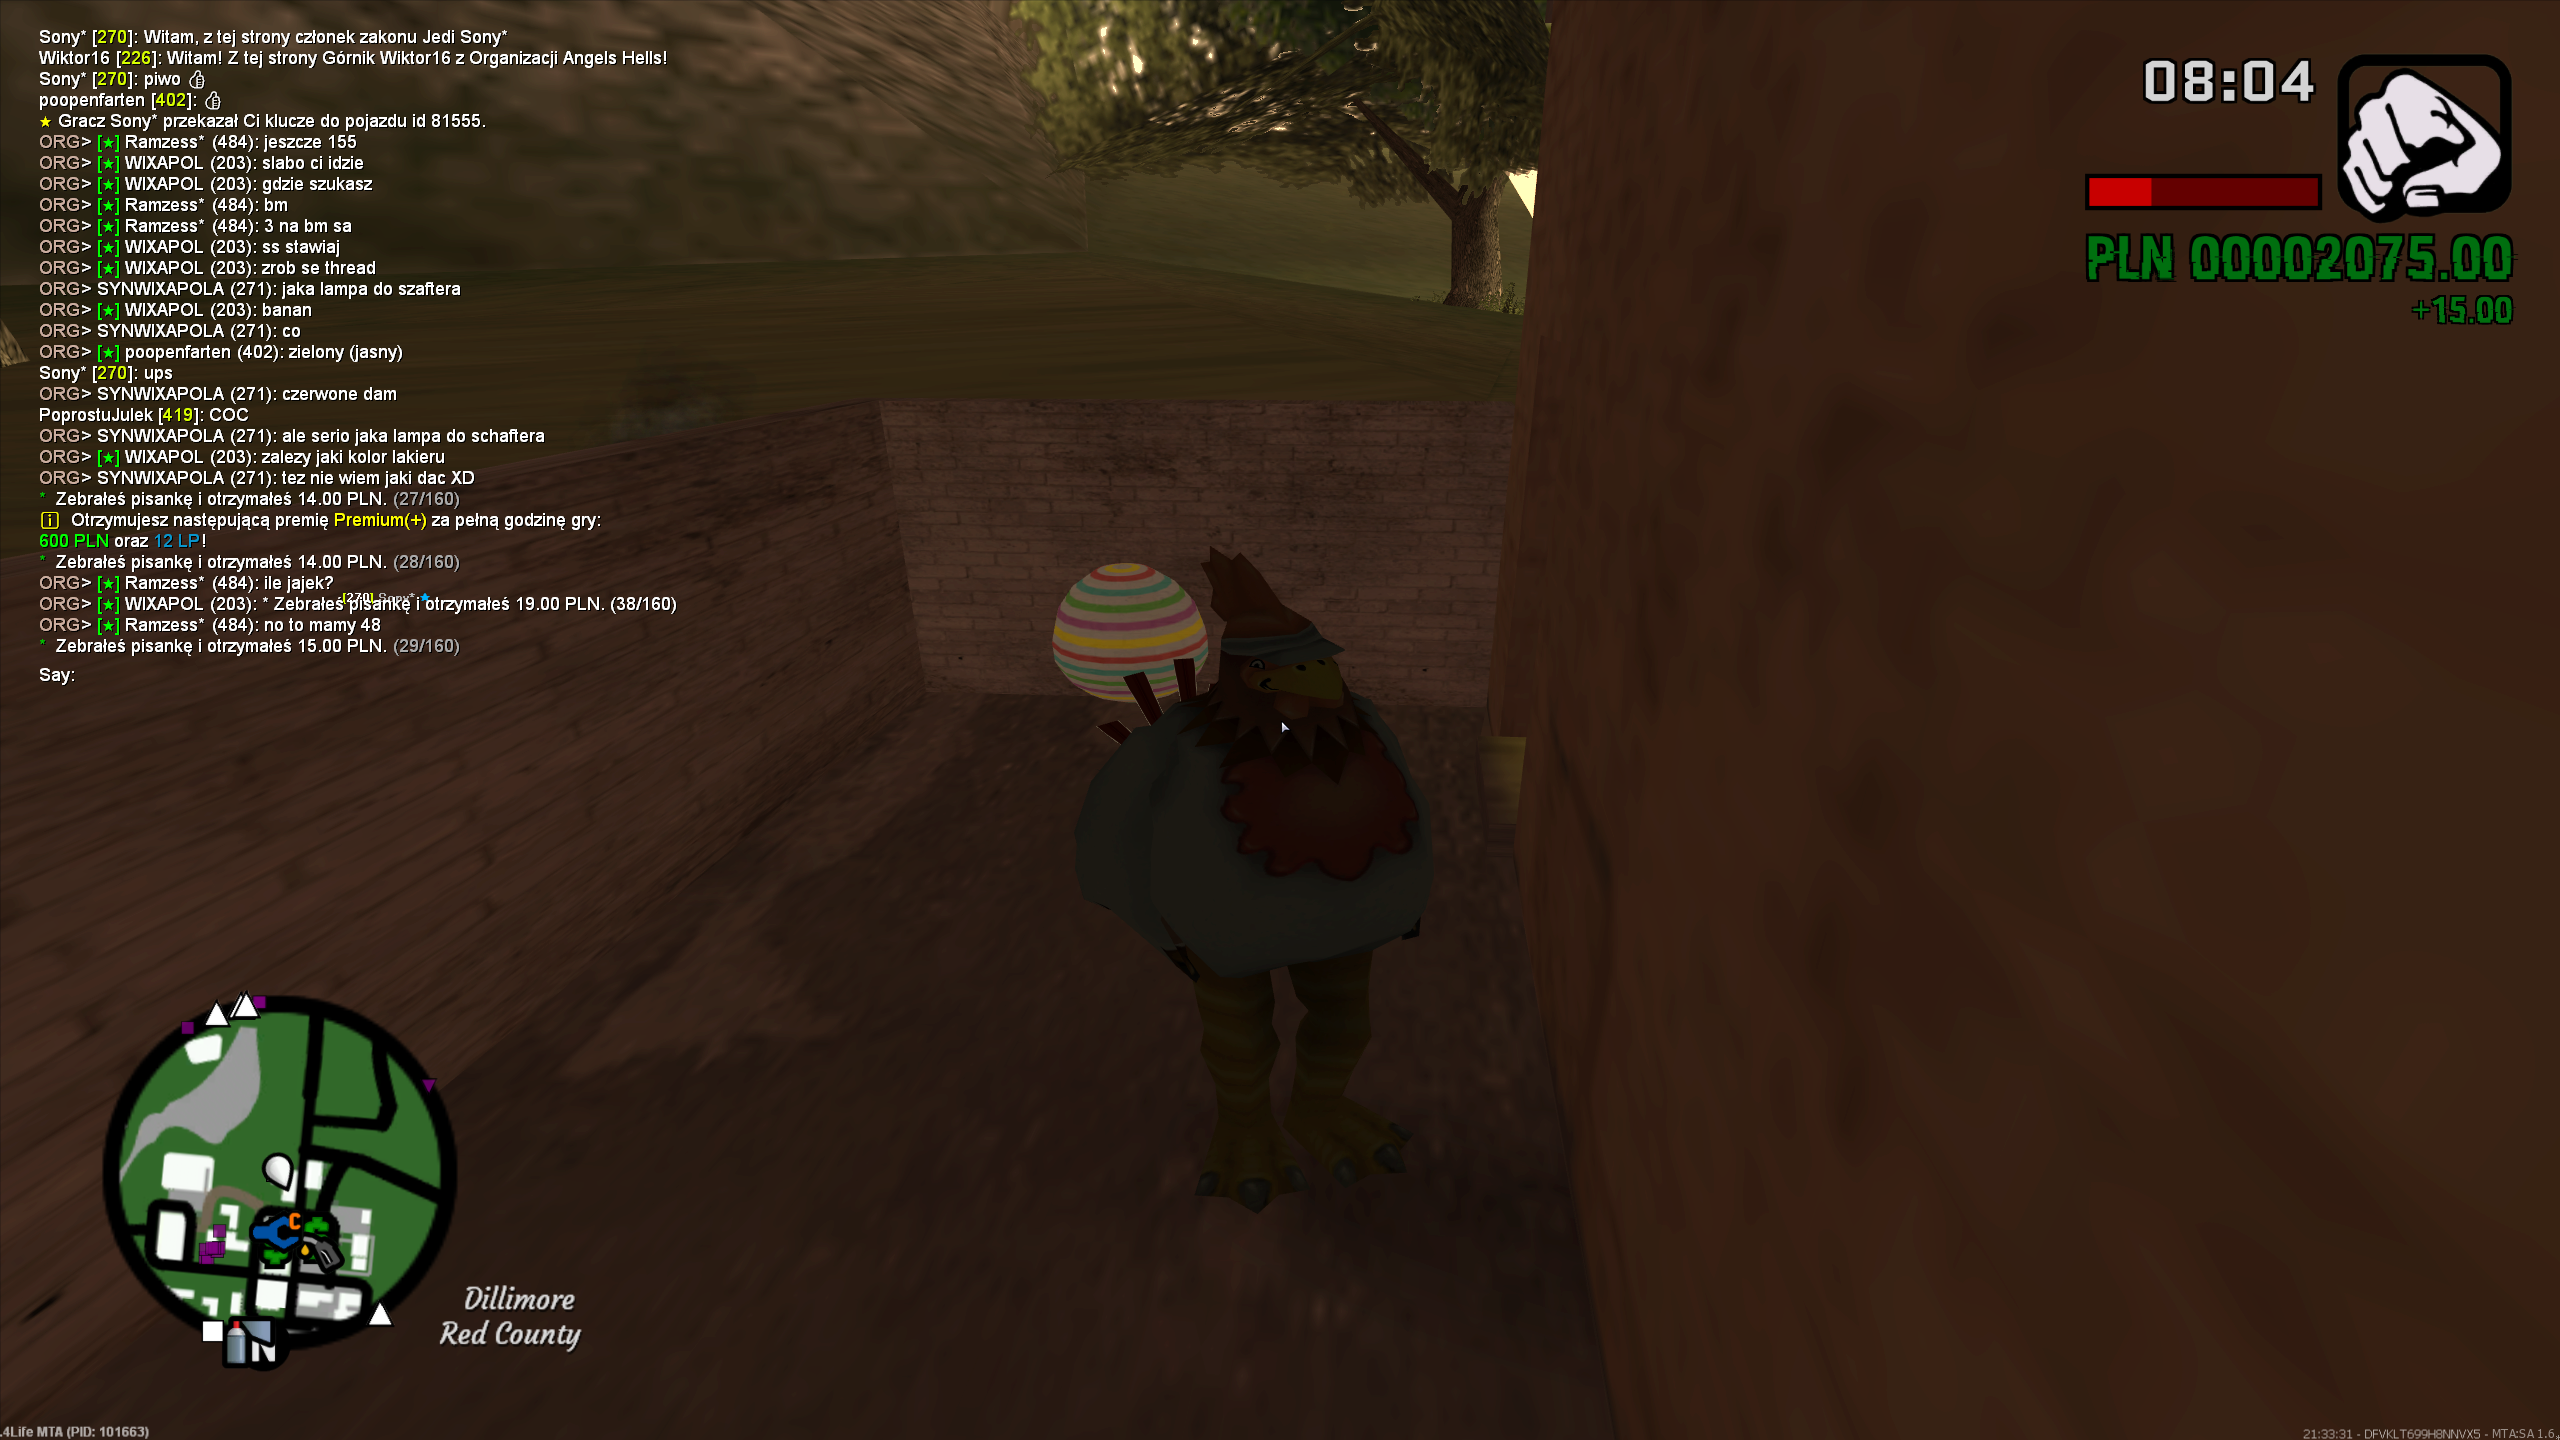 Sony* [270]: Witam, z tej strony członek zakonu Jedi Sony*
Wiktor16 [226]: Witam! Z tej strony Górnik Wiktor16 z Organizacji Angels Hells!
Sony* [270]: piwo 👍
poopenfarten [402]: 👍
★ Gracz Sony* przekazał Ci klucze do pojazdu id 81555.
ORG> [★] Ramzess* (484): jeszcze 155
ORG> [★] WIXAPOL (203): slabo ci idzie
ORG> [★] WIXAPOL (203): gdzie szukasz
ORG> [★] Ramzess* (484): bm
ORG> [★] Ramzess* (484): 3 na bm sa
ORG> [★] WIXAPOL (203): ss stawiaj
ORG> [★] WIXAPOL (203): zrob se thread
ORG> SYNWIXAPOLA (271): jaka lampa do szaftera
ORG> [★] WIXAPOL (203): banan
ORG> SYNWIXAPOLA (271): co
ORG> [★] poopenfarten (402): zielony (jasny)
Sony* [270]: ups
ORG> SYNWIXAPOLA (271): czerwone dam
PoprostuJulek [419]: COC
ORG> SYNWIXAPOLA (271): ale serio jaka lampa do schaftera
ORG> [★] WIXAPOL (203): zalezy jaki kolor lakieru
ORG> SYNWIXAPOLA (271): tez nie wiem jaki dac XD
* Zebrałeś pisankę i otrzymałeś 14.00 PLN. (27/160)
[i] Otrzymujesz następującą premię Premium(+) za pełną godzinę gry:
600 PLN oraz 12 LP!
* Zebrałeś pisankę i otrzymałeś 14.00 PLN. (28/160)
ORG> [★] Ramzess* (484): ile jajek?
[270] Sony* ★
ORG> [★] WIXAPOL (203): * Zebrałeś pisankę i otrzymałeś 19.00 PLN. (38/160)
ORG> [★] Ramzess* (484): no to mamy 48
* Zebrałeś pisankę i otrzymałeś 15.00 PLN. (29/160)
Say:
08:04
PLN 00002075.00
+15.00
C
N
Dillimore
Red County
.4Life MTA (PID: 101663)
21:33:31 - DFVKLT699H8NNVX5 - MTA:SA 1.6